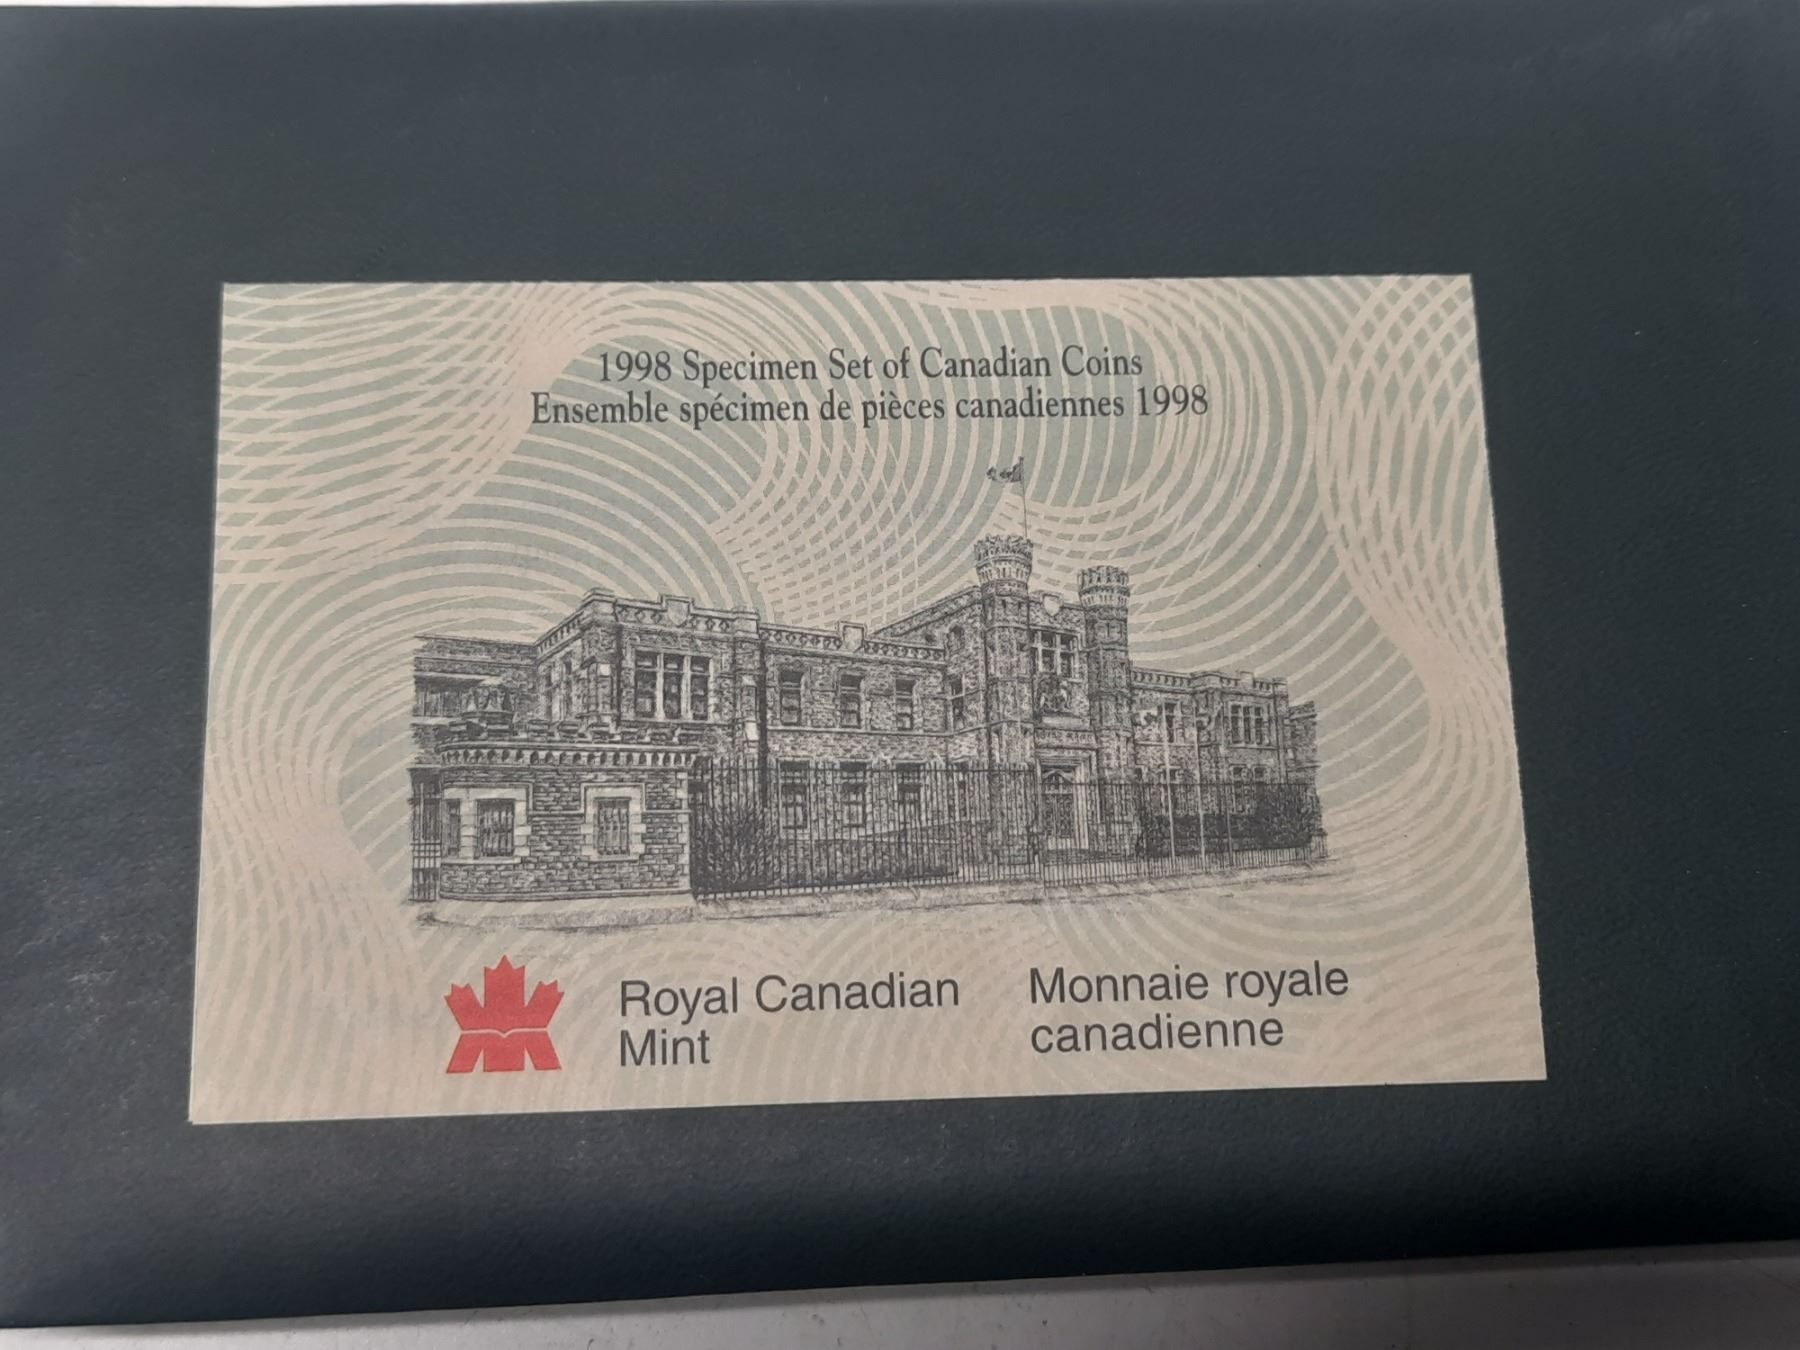 1998 Specimen Set of Canadian Coins
Ensemble spécimen de pièces canadiennes 1998
Royal Canadian
Mint
Monnaie royale
canadienne